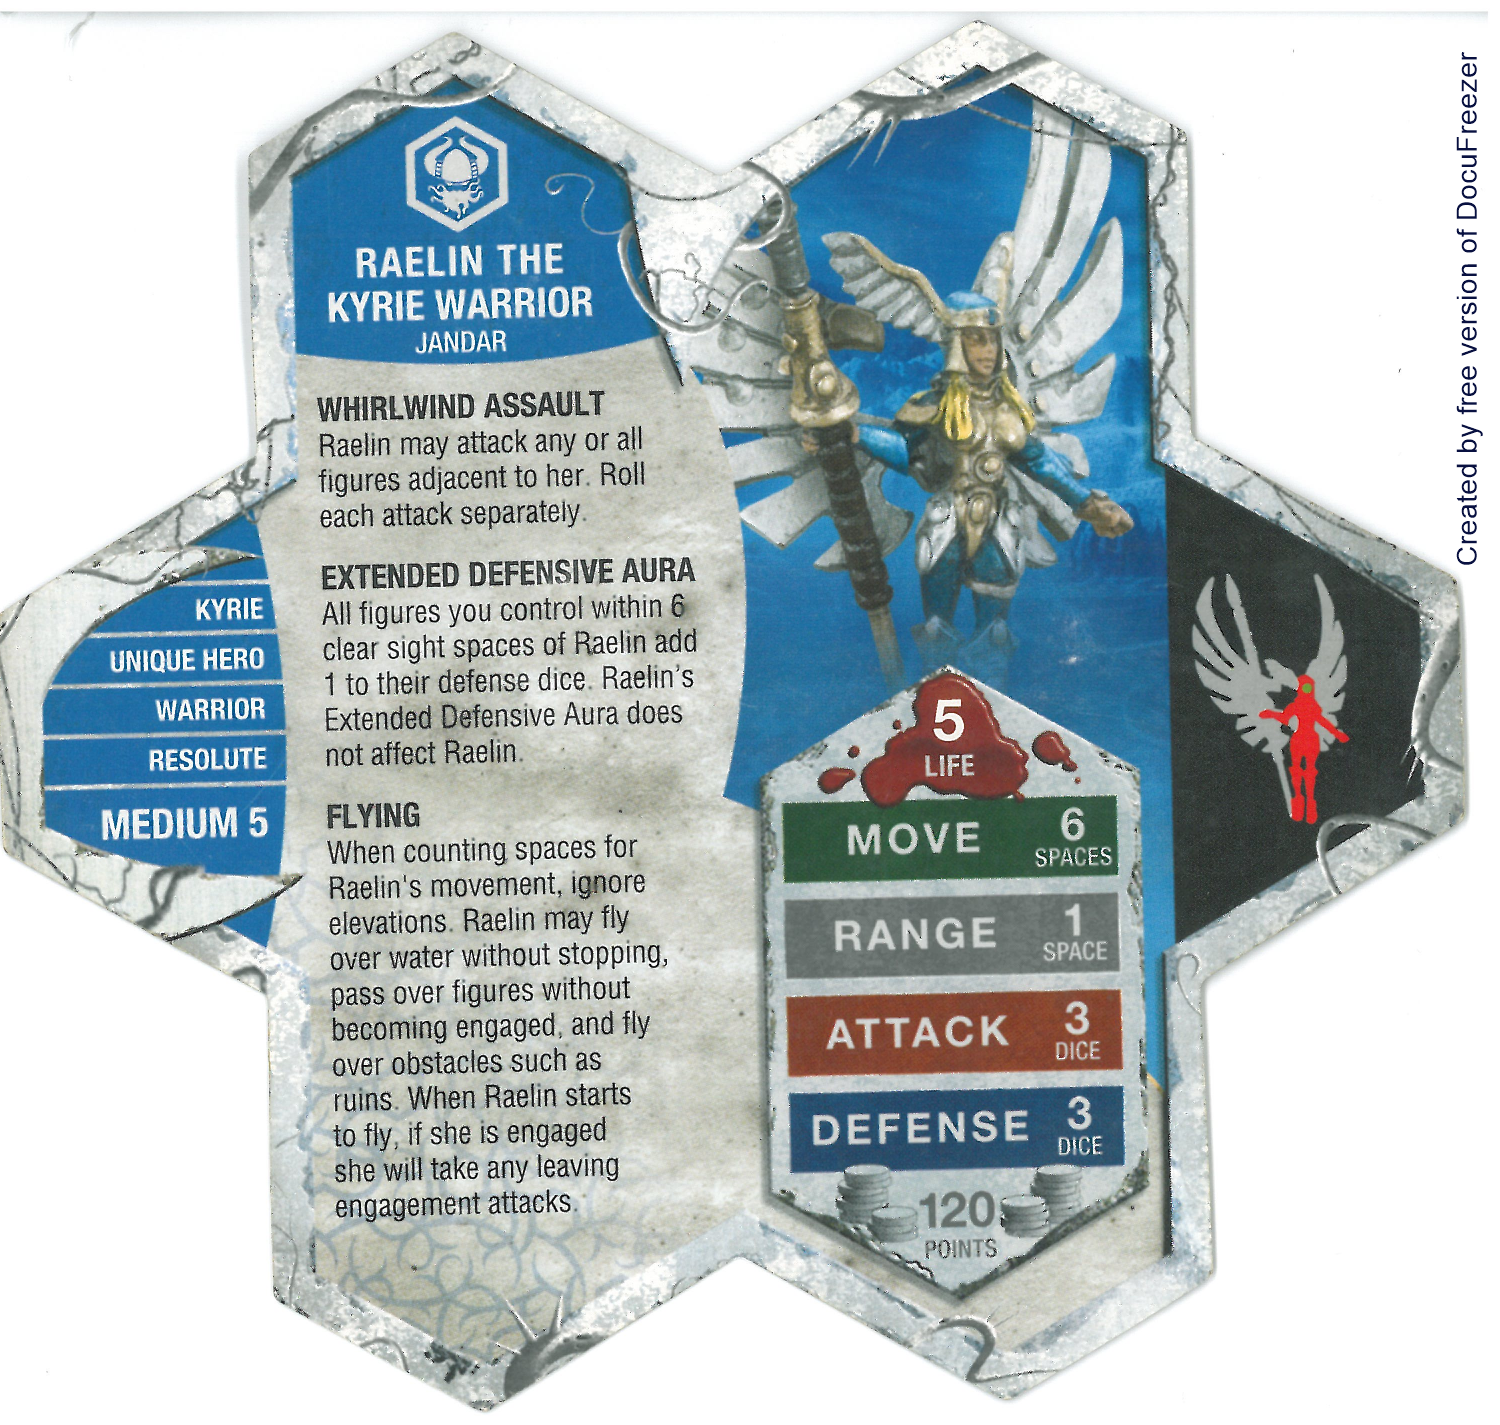 RAELIN THE
KYRIE WARRIOR
JANDAR
WHIRLWIND ASSAULT
Raelin may attack any or all
figures adjacent to her. Roll
each attack separately.
EXTENDED DEFENSIVE AURA
All figures you control within 6
clear sight spaces of Raelin add
1 to their defense dice. Raelin's
Extended Defensive Aura does
not affect Raelin.
FLYING
When counting spaces for
Raelin's movement, ignore
elevations. Raelin may fly
over water without stopping,
pass over figures without
becoming engaged, and fly
over obstacles such as
ruins. When Raelin starts
to fly, if she is engaged
she will take any leaving
engagement attacks.
KYRIE
UNIQUE HERO
WARRIOR
RESOLUTE
MEDIUM 5
5
LIFE
MOVE 6
SPACES
RANGE 1
SPACE
ATTACK 3
DICE
DEFENSE 3
DICE
120
POINTS
Created by free version of DocuFreezer